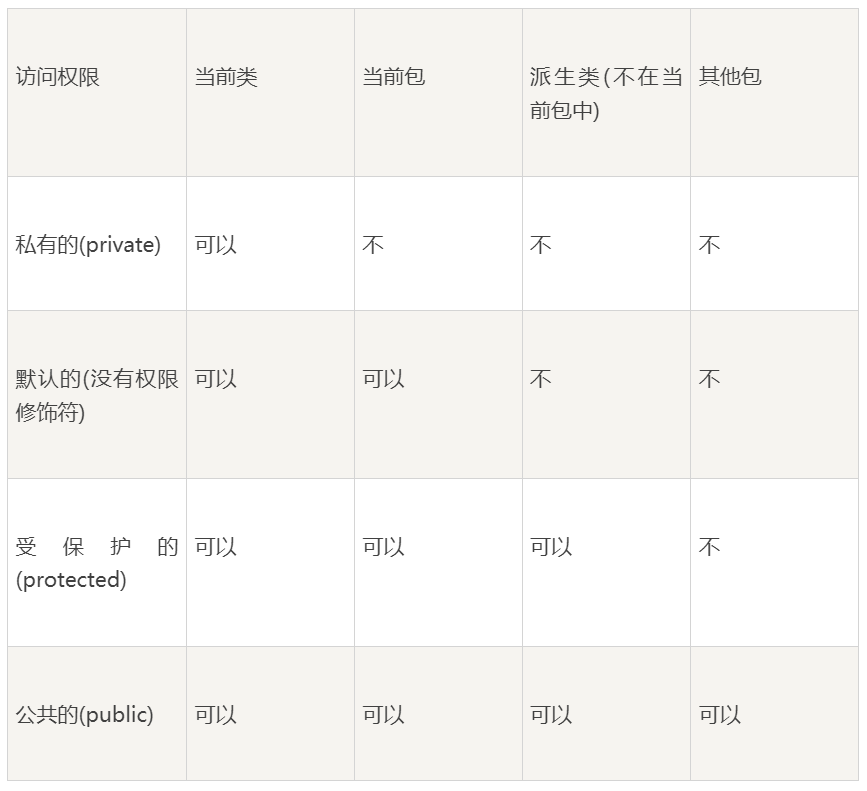 访问权限
当前类
当前包
派生类(不在当
前包中)
其他包
私有的(private)
可以
不
不
不
默认的(没有权限
修饰符)
可以
可以
不
不
受保护的
(protected)
可以
可以
可以
不
公共的(public)
可以
可以
可以
可以